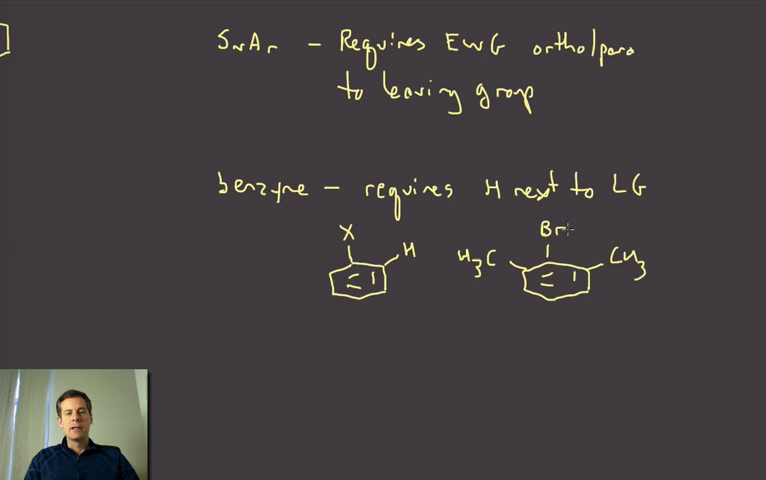 SNAr - Requires EWG ortho/para
to leaving group
benzyne - requires H next to LG
X H
H3C Br CH3